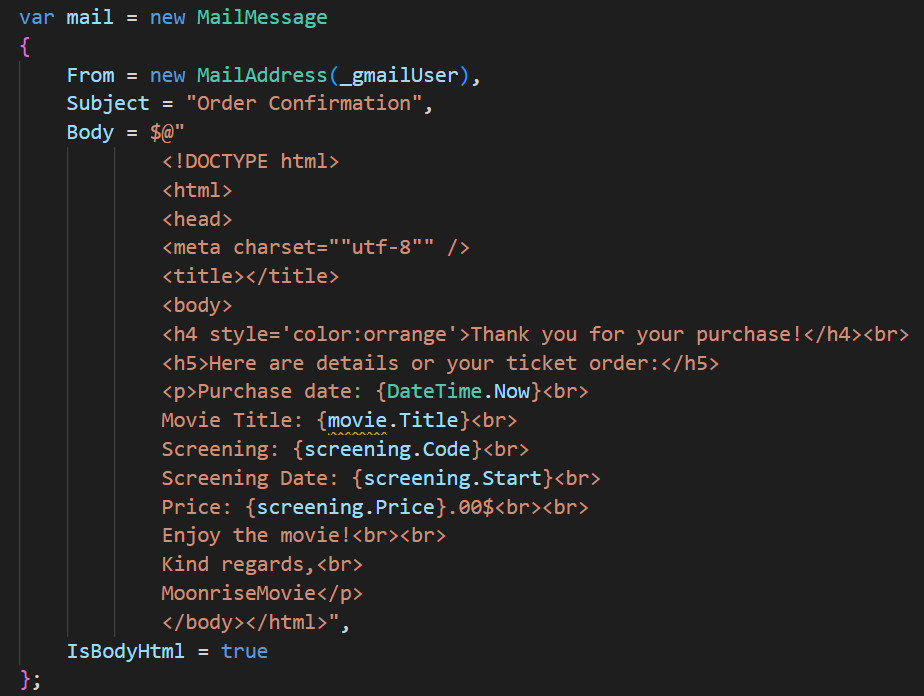 var mail = new MailMessage
{
    From = new MailAddress(_gmailUser),
    Subject = "Order Confirmation",
    Body = $@"
            <!DOCTYPE html>
            <html>
            <head>
            <meta charset=""utf-8"" />
            <title></title>
            <body>
            <h4 style='color:orrange'>Thank you for your purchase!</h4><br>
            <h5>Here are details or your ticket order:</h5>
            <p>Purchase date: {DateTime.Now}<br>
            Movie Title: {movie.Title}<br>
            Screening: {screening.Code}<br>
            Screening Date: {screening.Start}<br>
            Price: {screening.Price}.00$<br><br>
            Enjoy the movie!<br><br>
            Kind regards,<br>
            MoonriseMovie</p>
            </body></html>",
    IsBodyHtml = true
};